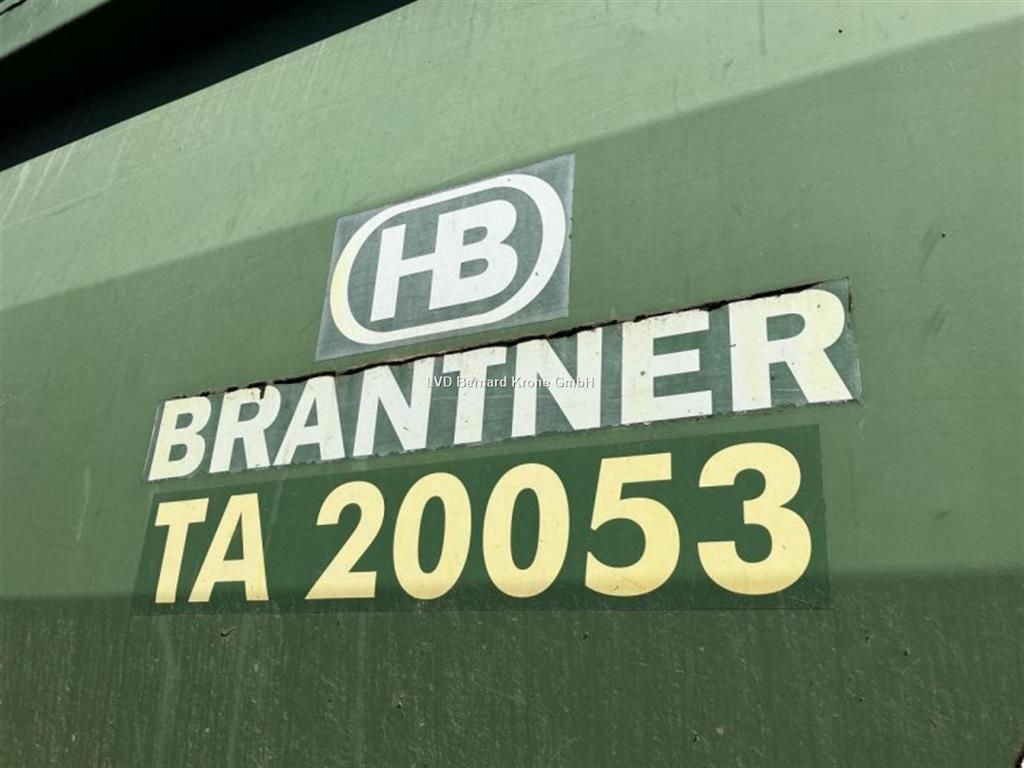 HB
BRANTNER
LVD Bernard Krone GmbH
TA 20053